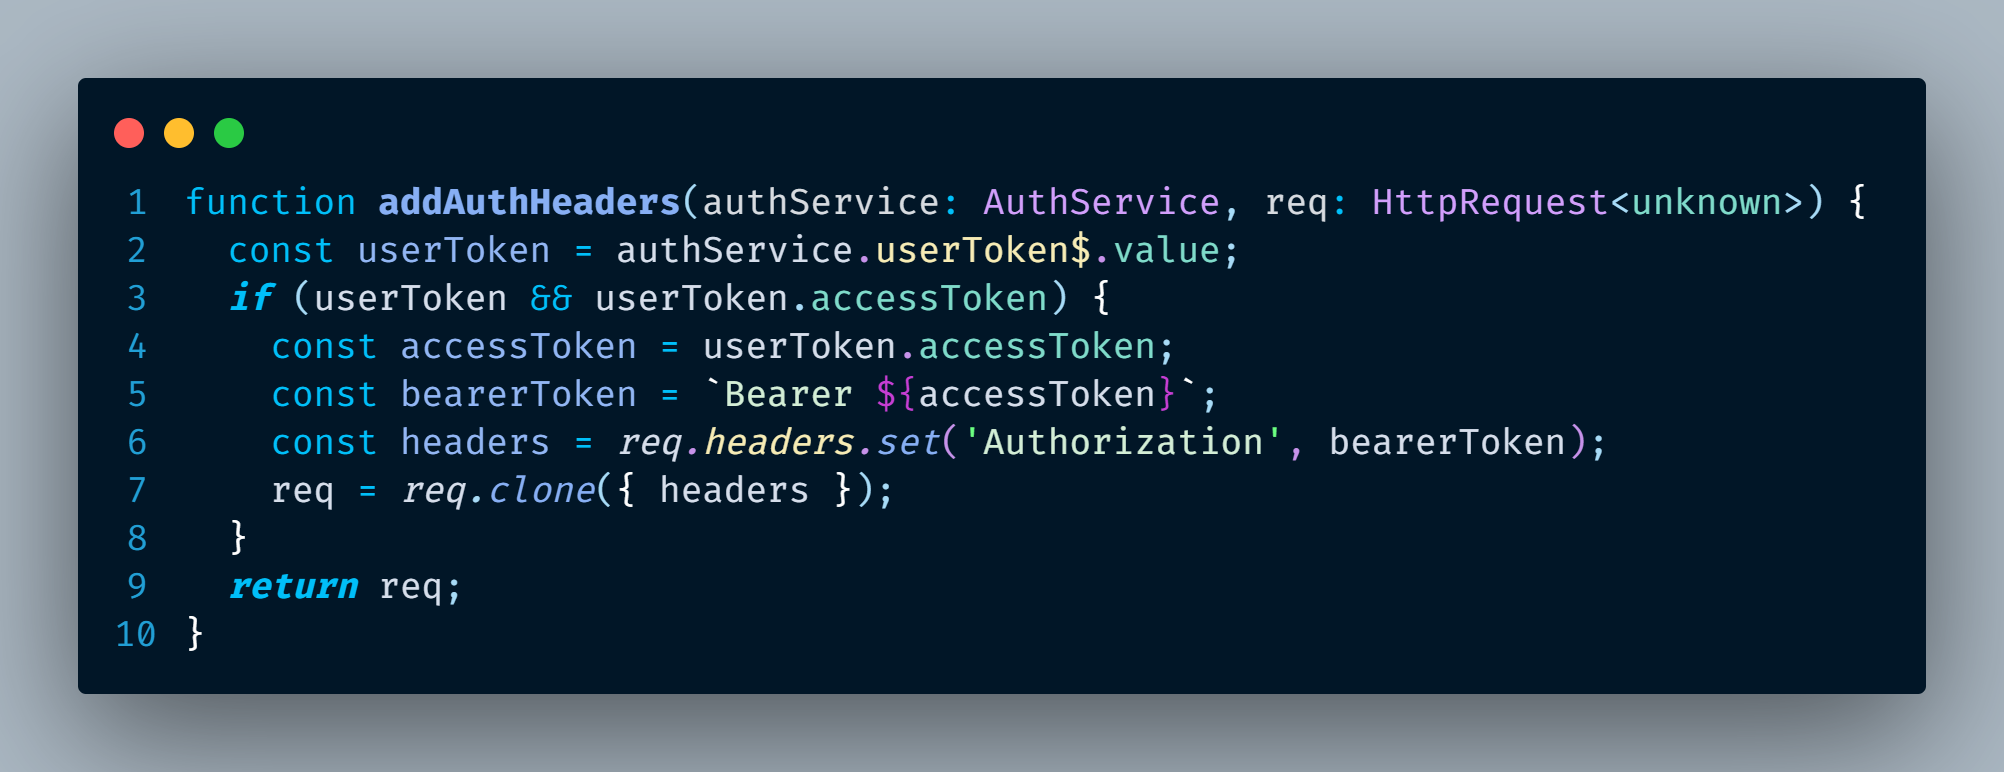 1 function addAuthHeaders(authService: AuthService, req: HttpRequest<unknown>) {
2   const userToken = authService.userToken$.value;
3   if (userToken && userToken.accessToken) {
4     const accessToken = userToken.accessToken;
5     const bearerToken = `Bearer ${accessToken}`;
6     const headers = req.headers.set('Authorization', bearerToken);
7     req = req.clone({ headers });
8   }
9   return req;
10 }